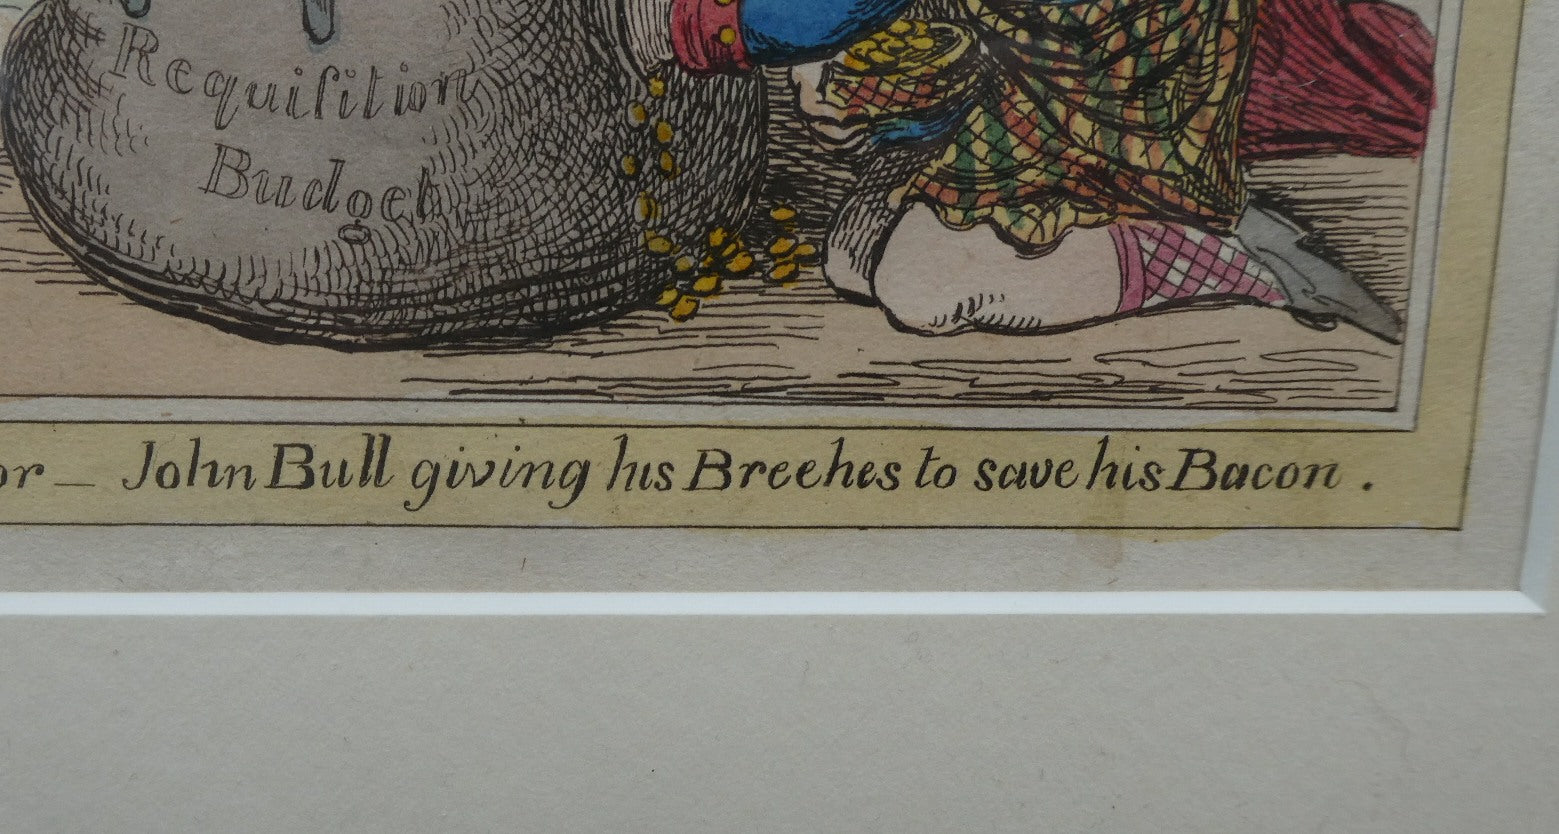 Requiſition
Budget
or – John Bull giving his Breehes to save his Bacon .